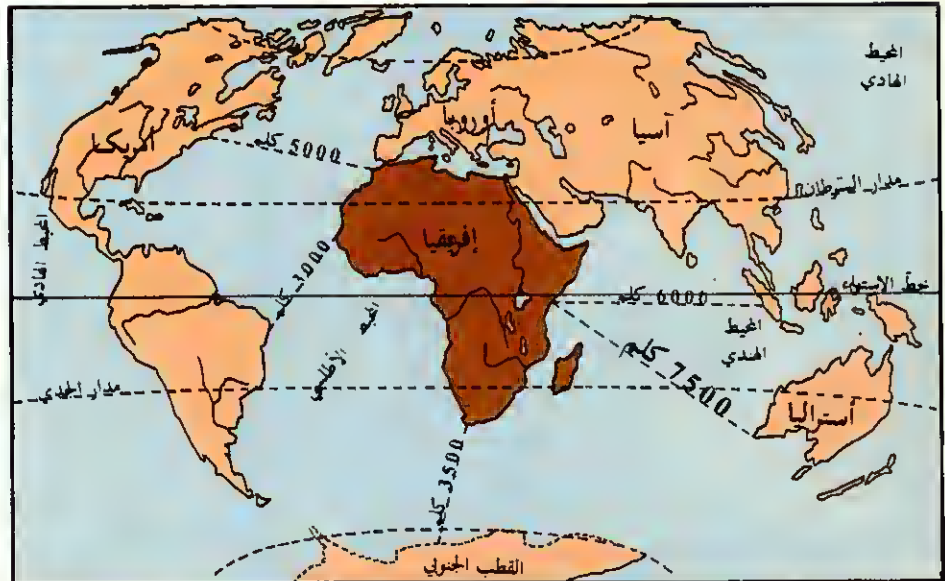 المحيط
الهادي
أوروبا
آسيا
أمريكا
5000 كلم
مدار السرطان
إفريقيا
المحيط الهادي
3000 كلم
خط الأستواء
6000 كلم
المحيط
الهندي
المحيط
الأطلسي
7500 كلم
مدار الجدي
أستراليا
3500 كلم
القطب الجنوبي